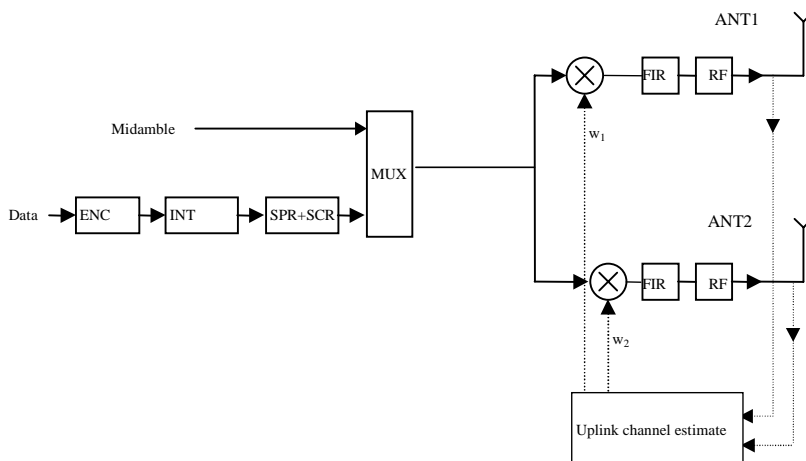 ANT1
FIR
RF
Midamble
w1
MUX
Data
ENC
INT
SPR+SCR
ANT2
FIR
RF
w2
Uplink channel estimate